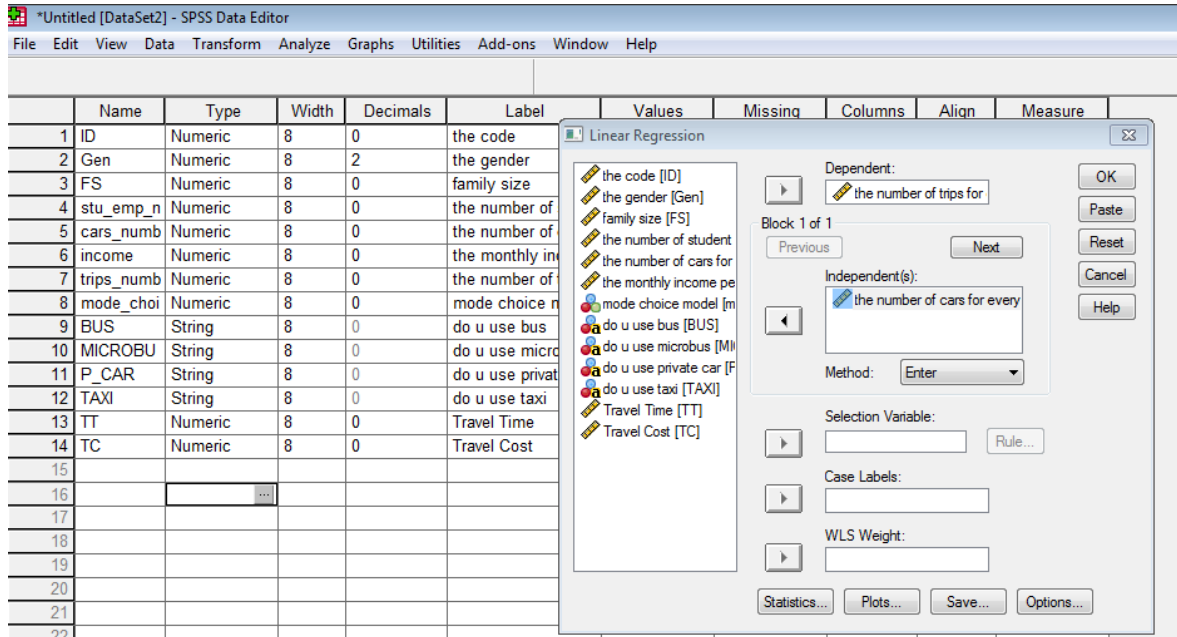 *Untitled [DataSet2] - SPSS Data Editor
File Edit View Data Transform Analyze Graphs Utilities Add-ons Window Help
Name Type Width Decimals Label Values Missing Columns Align Measure
1 ID Numeric 8 0 the code
2 Gen Numeric 8 2 the gender
3 FS Numeric 8 0 family size
4 stu_emp_n Numeric 8 0 the number of
5 cars_numb Numeric 8 0 the number of
6 income Numeric 8 0 the monthly in
7 trips_numb Numeric 8 0 the number of
8 mode_choi Numeric 8 0 mode choice
9 BUS String 8 0 do u use bus
10 MICROBU String 8 0 do u use micro
11 P_CAR String 8 0 do u use privat
12 TAXI String 8 0 do u use taxi
13 TT Numeric 8 0 Travel Time
14 TC Numeric 8 0 Travel Cost
15
16 ...
17
18
19
20
21
22
Linear Regression
the code [ID]
the gender [Gen]
family size [FS]
the number of student
the number of cars for
the monthly income pe
mode choice model [m
do u use bus [BUS]
do u use microbus [MI
do u use private car [P
do u use taxi [TAXI]
Travel Time [TT]
Travel Cost [TC]
Dependent:
the number of trips for
Block 1 of 1
Previous Next
Independent(s):
the number of cars for every
Method: Enter
Selection Variable:
Rule...
Case Labels:
WLS Weight:
Statistics... Plots... Save... Options...
OK
Paste
Reset
Cancel
Help